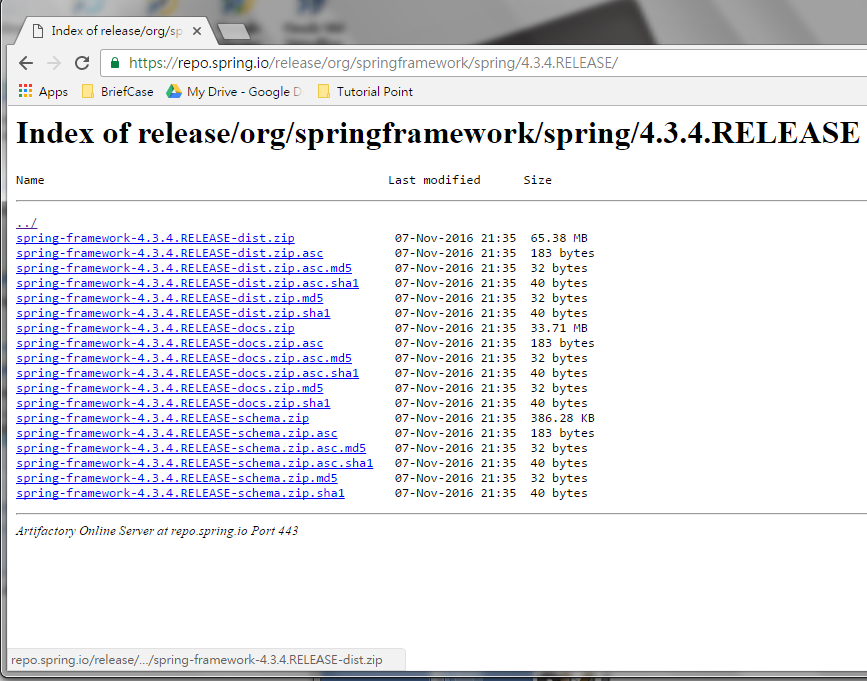 Index of release/org/sp
https://repo.spring.io/release/org/springframework/spring/4.3.4.RELEASE/
Apps BriefCase My Drive - Google D Tutorial Point
Index of release/org/springframework/spring/4.3.4.RELEASE
Name Last modified Size
../
spring-framework-4.3.4.RELEASE-dist.zip 07-Nov-2016 21:35 65.38 MB
spring-framework-4.3.4.RELEASE-dist.zip.asc 07-Nov-2016 21:35 183 bytes
spring-framework-4.3.4.RELEASE-dist.zip.asc.md5 07-Nov-2016 21:35 32 bytes
spring-framework-4.3.4.RELEASE-dist.zip.asc.sha1 07-Nov-2016 21:35 40 bytes
spring-framework-4.3.4.RELEASE-dist.zip.md5 07-Nov-2016 21:35 32 bytes
spring-framework-4.3.4.RELEASE-dist.zip.sha1 07-Nov-2016 21:35 40 bytes
spring-framework-4.3.4.RELEASE-docs.zip 07-Nov-2016 21:35 33.71 MB
spring-framework-4.3.4.RELEASE-docs.zip.asc 07-Nov-2016 21:35 183 bytes
spring-framework-4.3.4.RELEASE-docs.zip.asc.md5 07-Nov-2016 21:35 32 bytes
spring-framework-4.3.4.RELEASE-docs.zip.asc.sha1 07-Nov-2016 21:35 40 bytes
spring-framework-4.3.4.RELEASE-docs.zip.md5 07-Nov-2016 21:35 32 bytes
spring-framework-4.3.4.RELEASE-docs.zip.sha1 07-Nov-2016 21:35 40 bytes
spring-framework-4.3.4.RELEASE-schema.zip 07-Nov-2016 21:35 386.28 KB
spring-framework-4.3.4.RELEASE-schema.zip.asc 07-Nov-2016 21:35 183 bytes
spring-framework-4.3.4.RELEASE-schema.zip.asc.md5 07-Nov-2016 21:35 32 bytes
spring-framework-4.3.4.RELEASE-schema.zip.asc.sha1 07-Nov-2016 21:35 40 bytes
spring-framework-4.3.4.RELEASE-schema.zip.md5 07-Nov-2016 21:35 32 bytes
spring-framework-4.3.4.RELEASE-schema.zip.sha1 07-Nov-2016 21:35 40 bytes
Artifactory Online Server at repo.spring.io Port 443
repo.spring.io/release/.../spring-framework-4.3.4.RELEASE-dist.zip